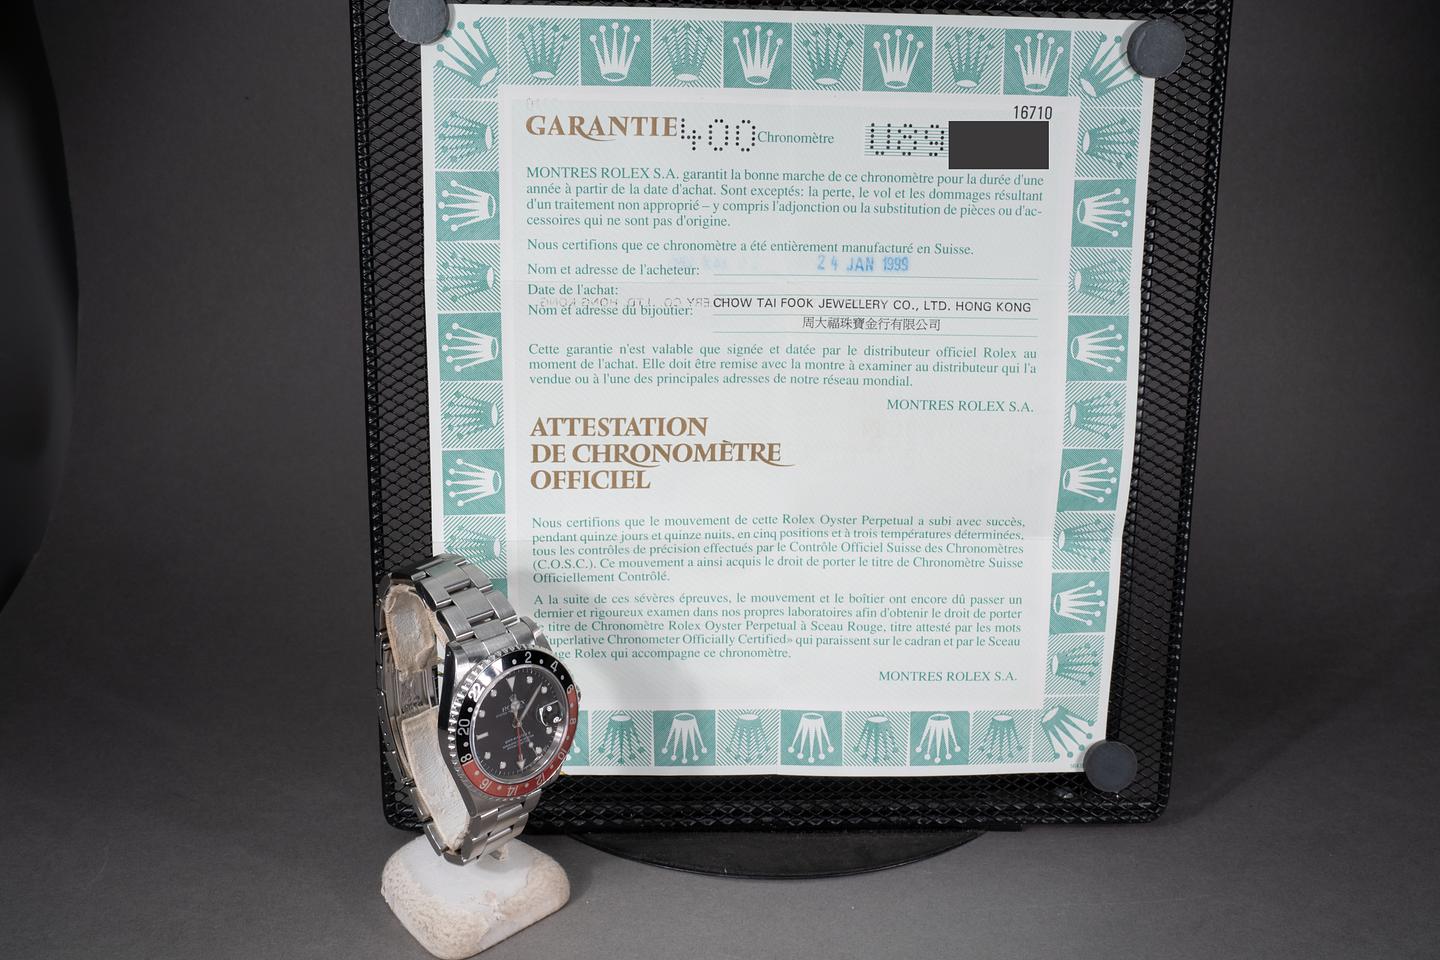 16710
GARANTIE 400 Chronomètre U89
MONTRES ROLEX S.A. garantit la bonne marche de ce chronomètre pour la durée d'une
année à partir de la date d'achat. Sont exceptés: la perte, le vol et les dommages résultant
d'un traitement non approprié – y compris l'adjonction ou la substitution de pièces ou d'ac-
cessoires qui ne sont pas d'origine.
Nous certifions que ce chronomètre a été entièrement manufacturé en Suisse.
24 JAN 1999
Nom et adresse de l'acheteur:
Date de l'achat:
CHOW TAI FOOK JEWELLERY CO., LTD. HONG KONG
Nom et adresse du bijoutier:
周大福珠寶金行有限公司
Cette garantie n'est valable que signée et datée par le distributeur officiel Rolex au
moment de l'achat. Elle doit être remise avec la montre à examiner au distributeur qui l'a
vendue ou à l'une des principales adresses de notre réseau mondial.
MONTRES ROLEX S.A.
ATTESTATION
DE CHRONOMÈTRE
OFFICIEL
Nous certifions que le mouvement de cette Rolex Oyster Perpetual a subi avec succès,
pendant quinze jours et quinze nuits, en cinq positions et à trois températures déterminées,
tous les contrôles de précision effectués par le Contrôle Officiel Suisse des Chronomètres
(C.O.S.C.). Ce mouvement a ainsi acquis le droit de porter le titre de Chronomètre Suisse
Officiellement Contrôlé.
A la suite de ces sévères épreuves, le mouvement et le boîtier ont encore dû passer un
dernier et rigoureux examen dans nos propres laboratoires afin d'obtenir le droit de porter
titre de Chronomètre Rolex Oyster Perpetual à Sceau Rouge, titre attesté par les mots
uperlative Chronometer Officially Certified» qui paraissent sur le cadran et par le Sceau
ge Rolex qui accompagne ce chronomètre.
MONTRES ROLEX S.A.
2 4 6 8 10 12 14 16 18 20 22